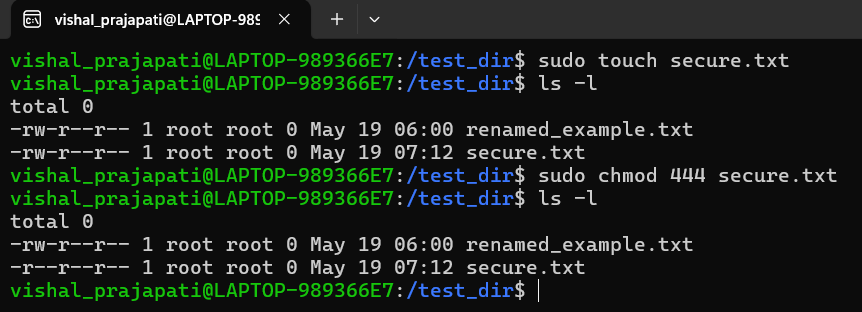 vishal_prajapati@LAPTOP-989
vishal_prajapati@LAPTOP-989366E7:/test_dir$ sudo touch secure.txt
vishal_prajapati@LAPTOP-989366E7:/test_dir$ ls -l
total 0
-rw-r--r-- 1 root root 0 May 19 06:00 renamed_example.txt
-rw-r--r-- 1 root root 0 May 19 07:12 secure.txt
vishal_prajapati@LAPTOP-989366E7:/test_dir$ sudo chmod 444 secure.txt
vishal_prajapati@LAPTOP-989366E7:/test_dir$ ls -l
total 0
-rw-r--r-- 1 root root 0 May 19 06:00 renamed_example.txt
-r--r--r-- 1 root root 0 May 19 07:12 secure.txt
vishal_prajapati@LAPTOP-989366E7:/test_dir$